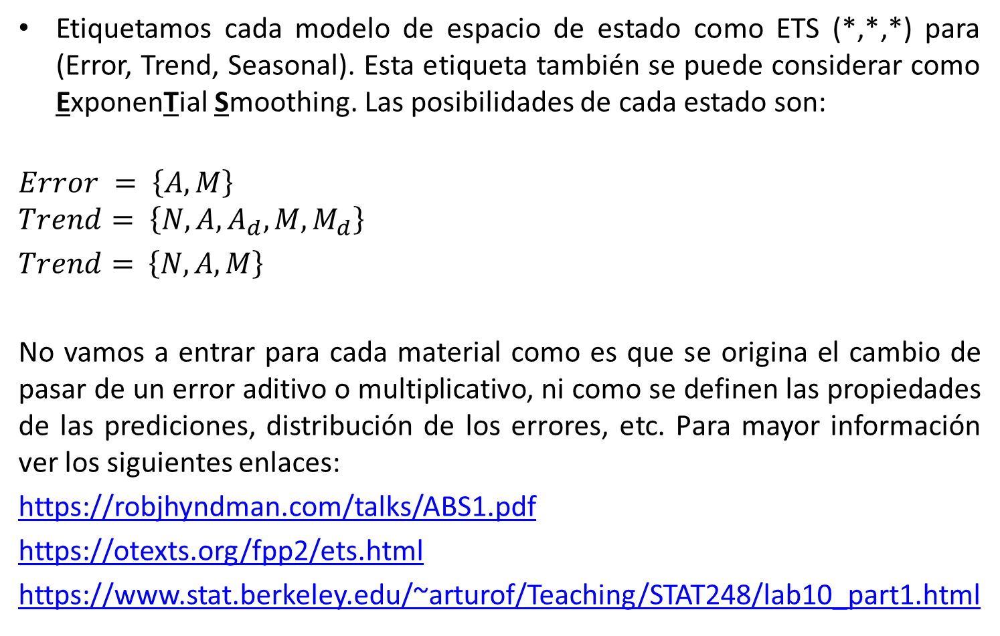 • Etiquetamos cada modelo de espacio de estado como ETS (*,*,*) para
(Error, Trend, Seasonal). Esta etiqueta también se puede considerar como
ExponenTial Smoothing. Las posibilidades de cada estado son:
Error = {A, M}
Trend = {N, A, A_d, M, M_d}
Trend = {N, A, M}
No vamos a entrar para cada material como es que se origina el cambio de
pasar de un error aditivo o multiplicativo, ni como se definen las propiedades
de las prediciones, distribución de los errores, etc. Para mayor información
ver los siguientes enlaces:
https://robjhyndman.com/talks/ABS1.pdf
https://otexts.org/fpp2/ets.html
https://www.stat.berkeley.edu/~arturof/Teaching/STAT248/lab10_part1.html